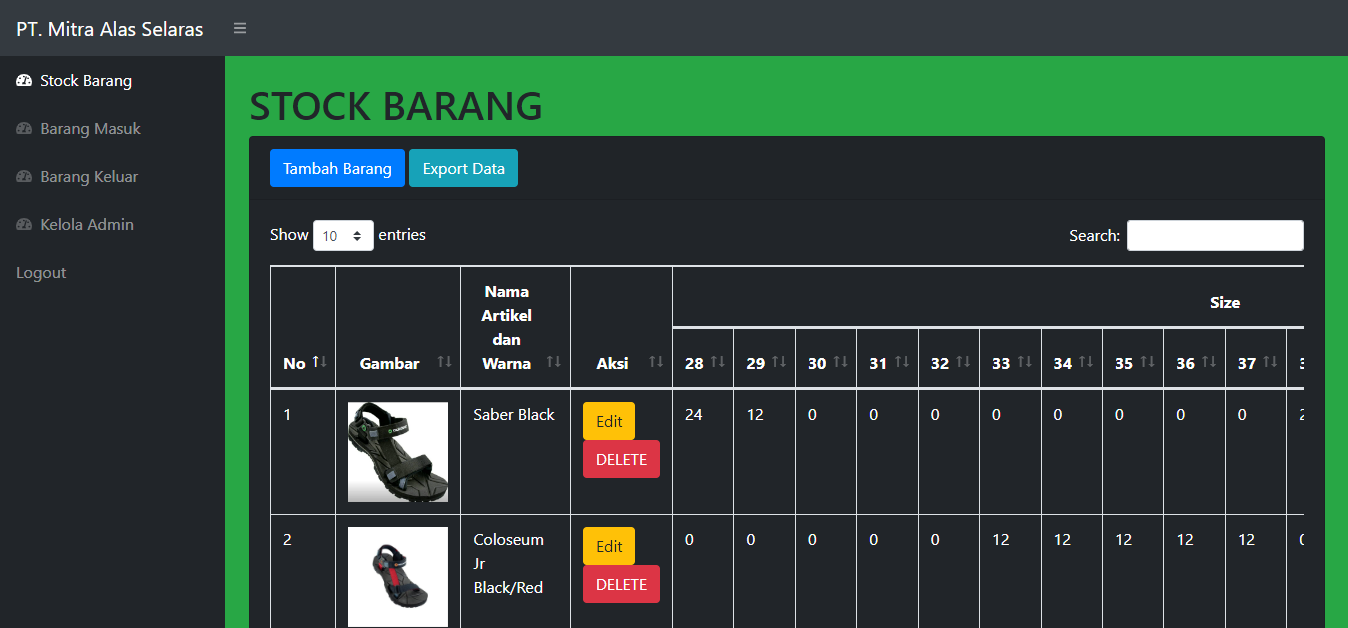 PT. Mitra Alas Selaras
Stock Barang
Barang Masuk
Barang Keluar
Kelola Admin
Logout
STOCK BARANG
Tambah Barang Export Data
Show 10 entries
Search:
No Gambar Nama Artikel dan Warna Aksi Size
28 29 30 31 32 33 34 35 36 37
1 Saber Black Edit DELETE 24 12 0 0 0 0 0 0 0 0
2 Coloseum Jr Black/Red Edit DELETE 0 0 0 0 0 12 12 12 12 12